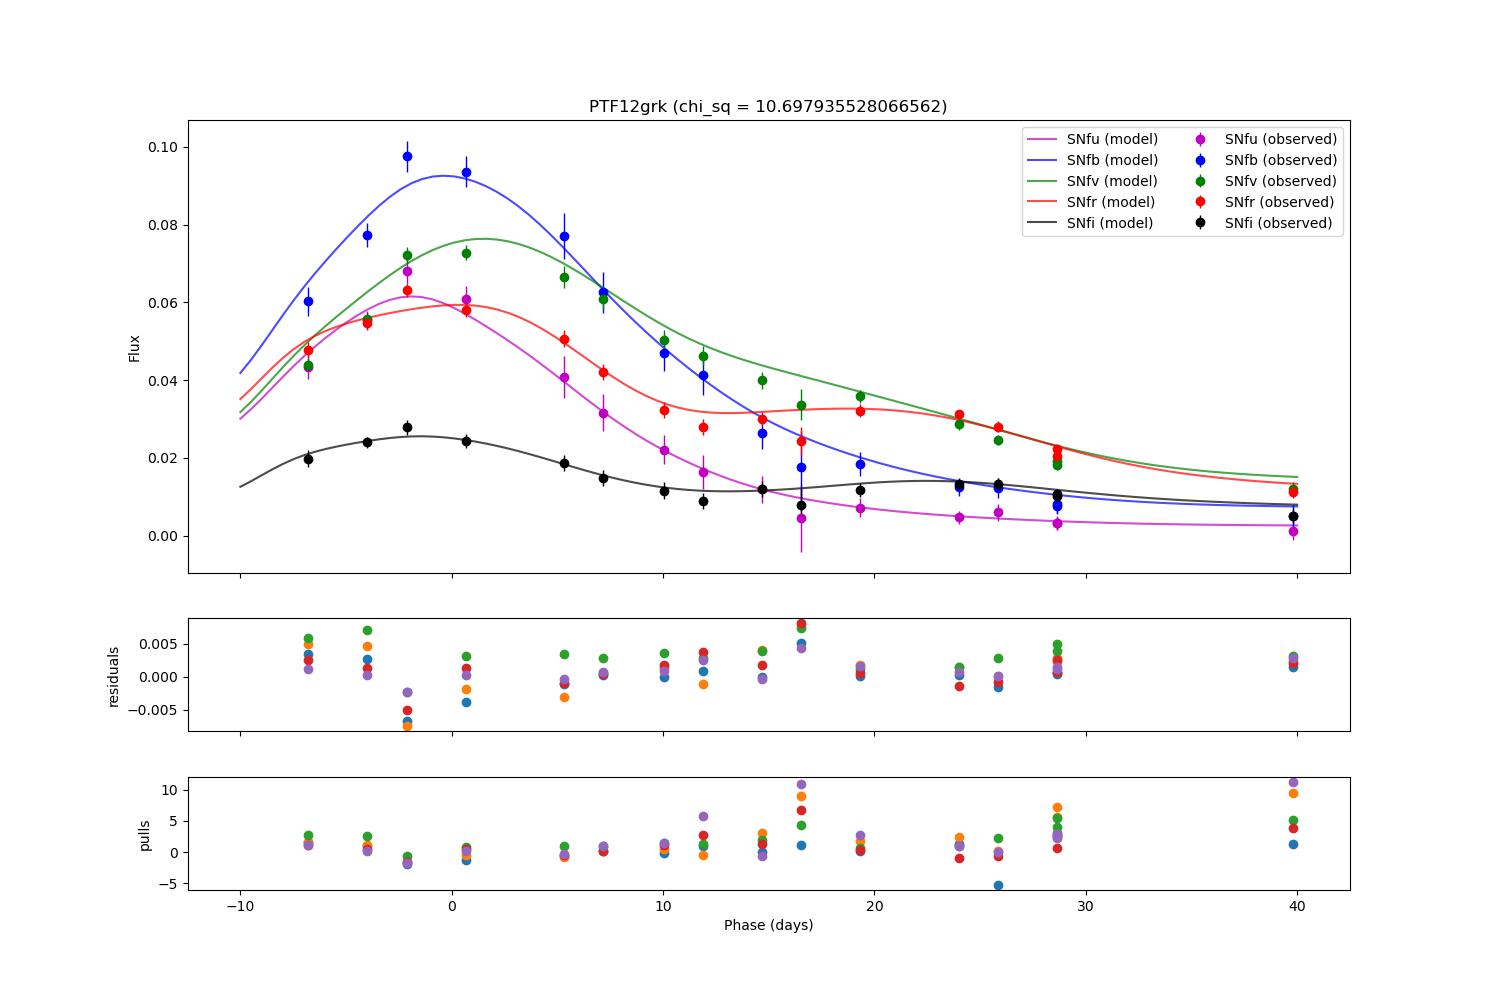 PTF12grk (chi_sq = 10.697935528066562)
Flux
0.10
0.08
0.06
0.04
0.02
0.00
SNfu (model)
SNfb (model)
SNfv (model)
SNfr (model)
SNfi (model)
SNfu (observed)
SNfb (observed)
SNfv (observed)
SNfr (observed)
SNfi (observed)
residuals
0.005
0.000
−0.005
pulls
10
5
0
−5
−10
0
10
20
30
40
Phase (days)